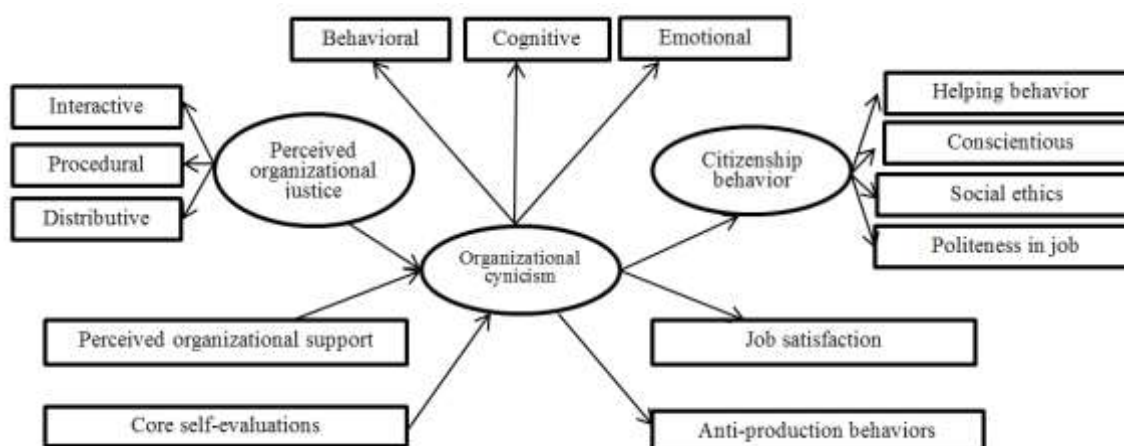 Behavioral
Cognitive
Emotional
Interactive
Procedural
Distributive
Perceived
organizational
justice
Citizenship
behavior
Helping behavior
Conscientious
Social ethics
Politeness in job
Organizational
cynicism
Perceived organizational support
Job satisfaction
Core self-evaluations
Anti-production behaviors